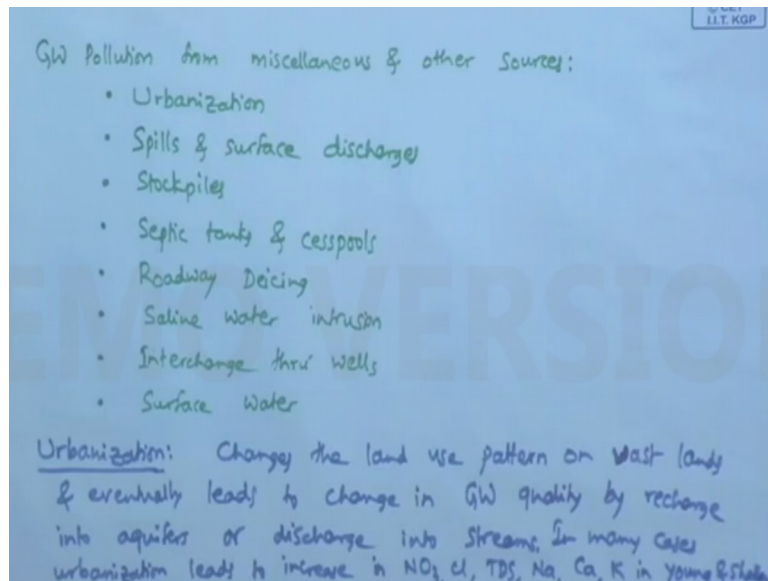 © CET
I.I.T. KGP
GW Pollution from miscellaneous & other sources:
• Urbanization
• Spills & surface discharges
• Stockpiles
• Septic tanks & cesspools
• Roadway Deicing
• Saline water intrusion
• Interchange thru' wells
• Surface Water
EMO VERSION
Urbanization: Changes the land use pattern on vast lands
& eventually leads to change in GW quality by recharge
into aquifers or discharge into streams. In many cases
urbanization leads to increase in NO3, Cl, TDS, Na, Ca, K in young &